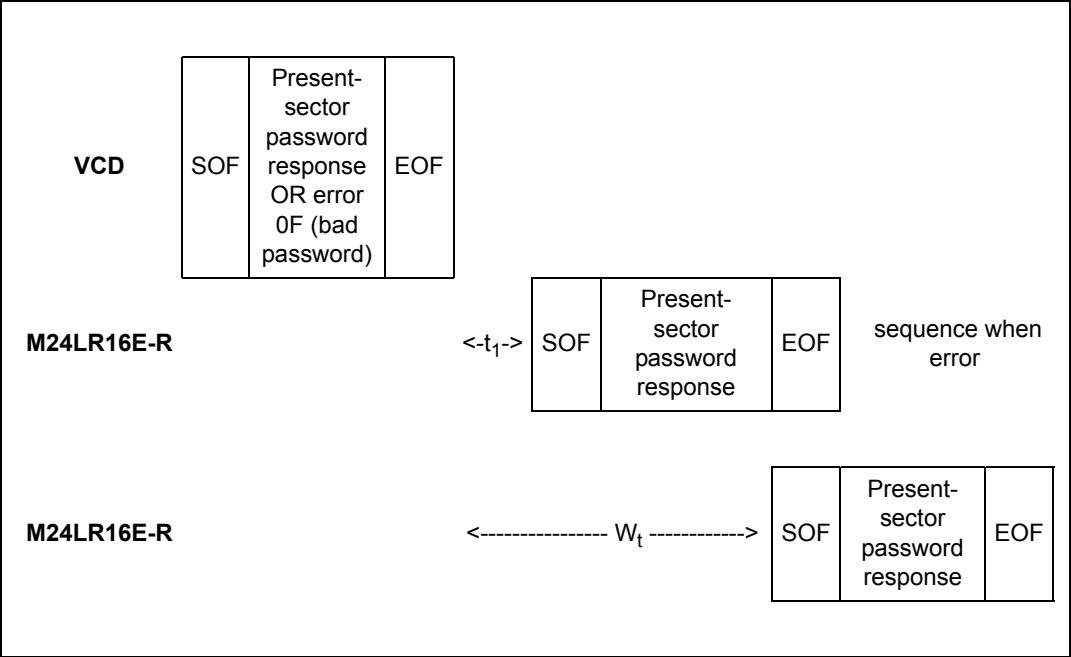 Present-
sector
password
VCD SOF response EOF
OR error
0F (bad
password)
Present-
M24LR16E-R <-t1-> SOF sector EOF sequence when
password error
response
Present-
M24LR16E-R <---------------- Wt ------------> SOF sector EOF
password
response